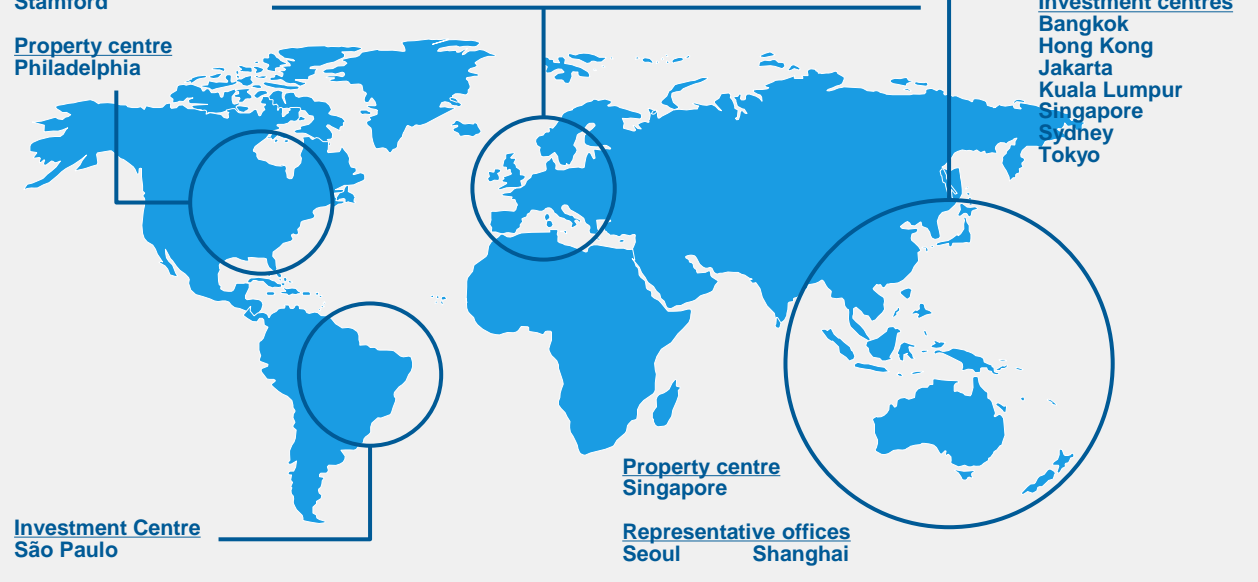 Stamford
Property centre
Philadelphia
Investment centres
Bangkok
Hong Kong
Jakarta
Kuala Lumpur
Singapore
Sydney
Tokyo
Property centre
Singapore
Representative offices
Seoul Shanghai
Investment Centre
São Paulo